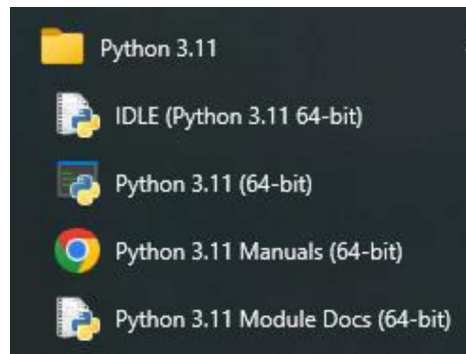 Python 3.11
IDLE (Python 3.11 64-bit)
Python 3.11 (64-bit)
Python 3.11 Manuals (64-bit)
Python 3.11 Module Docs (64-bit)